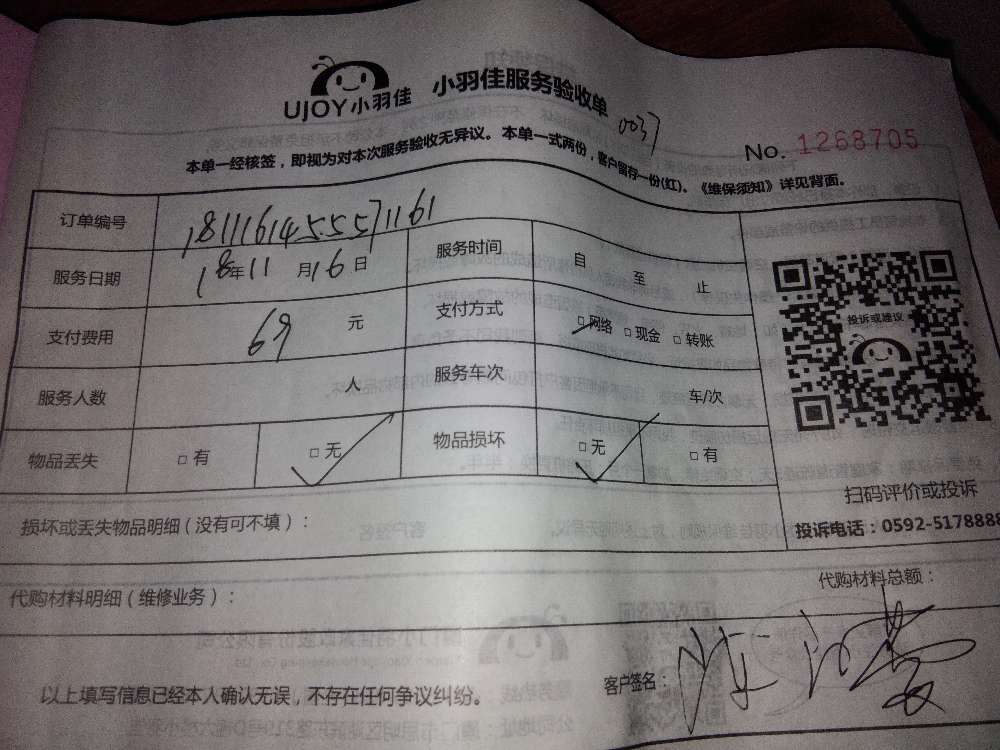 UJOY小羽佳 小羽佳服务验收单
0037
No. 1268705
本单一经核签，即视为对本次服务验收无异议。本单一式两份，客户留存一份(红)。《维保须知》详见背面。
订单编号 1811161455571161
服务日期 18年11月16日 服务时间 自 至 止
支付费用 69 元 支付方式 □网络 □现金 □转账
投诉或建议
服务人数 人 服务车次 车/次
物品丢失 □有 □无 物品损坏 □无 □有
扫码评价或投诉
投诉电话：0592-5178888
损坏或丢失物品明细（没有可不填）：
代购材料明细（维修业务）： 代购材料总额：
以上填写信息已经本人确认无误，不存在任何争议纠纷。 客户签名：